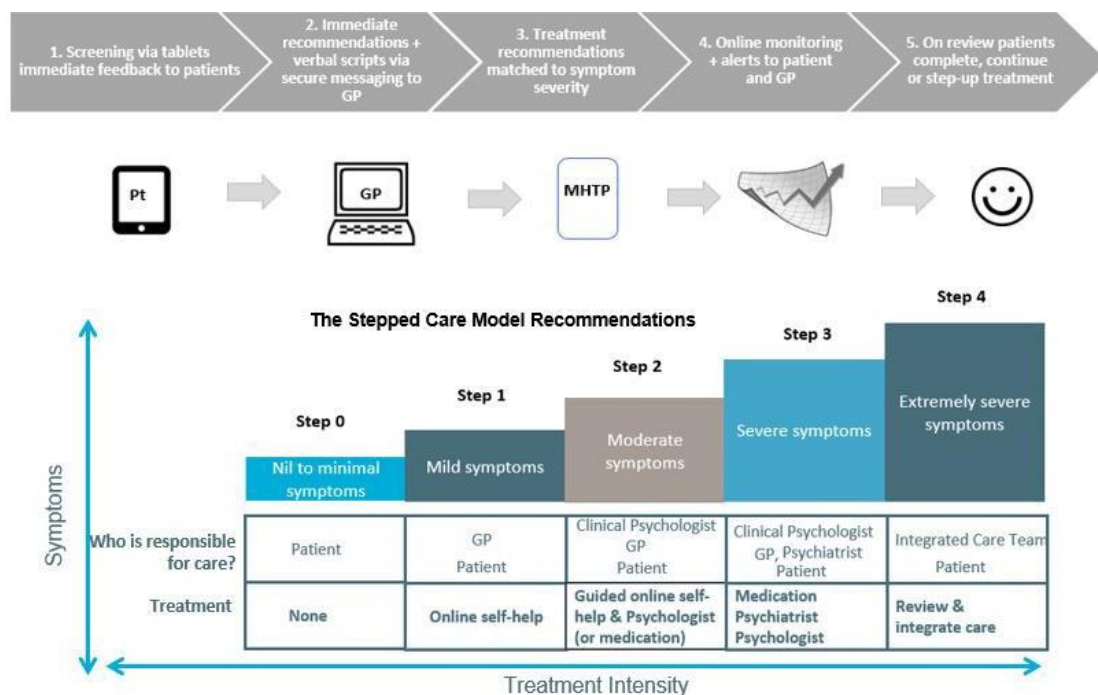 1. Screening via tablets
immediate feedback to patients
2. Immediate
recommendations +
verbal scripts via
secure messaging to
GP
3. Treatment
recommendations
matched to symptom
severity
4. Online monitoring
+ alerts to patient
and GP
5. On review patients
complete, continue
or step-up treatment
Pt
GP
MHTP
The Stepped Care Model Recommendations
Step 0
Step 1
Step 2
Step 3
Step 4
Nil to minimal
symptoms
Mild symptoms
Moderate
symptoms
Severe symptoms
Extremely severe
symptoms
Symptoms
Who is responsible
for care?
Patient
GP
Patient
Clinical Psychologist
GP
Patient
Clinical Psychologist
GP, Psychiatrist
Patient
Integrated Care Team
Patient
Treatment
None
Online self-help
Guided online self-
help & Psychologist
(or medication)
Medication
Psychiatrist
Psychologist
Review &
integrate care
Treatment Intensity